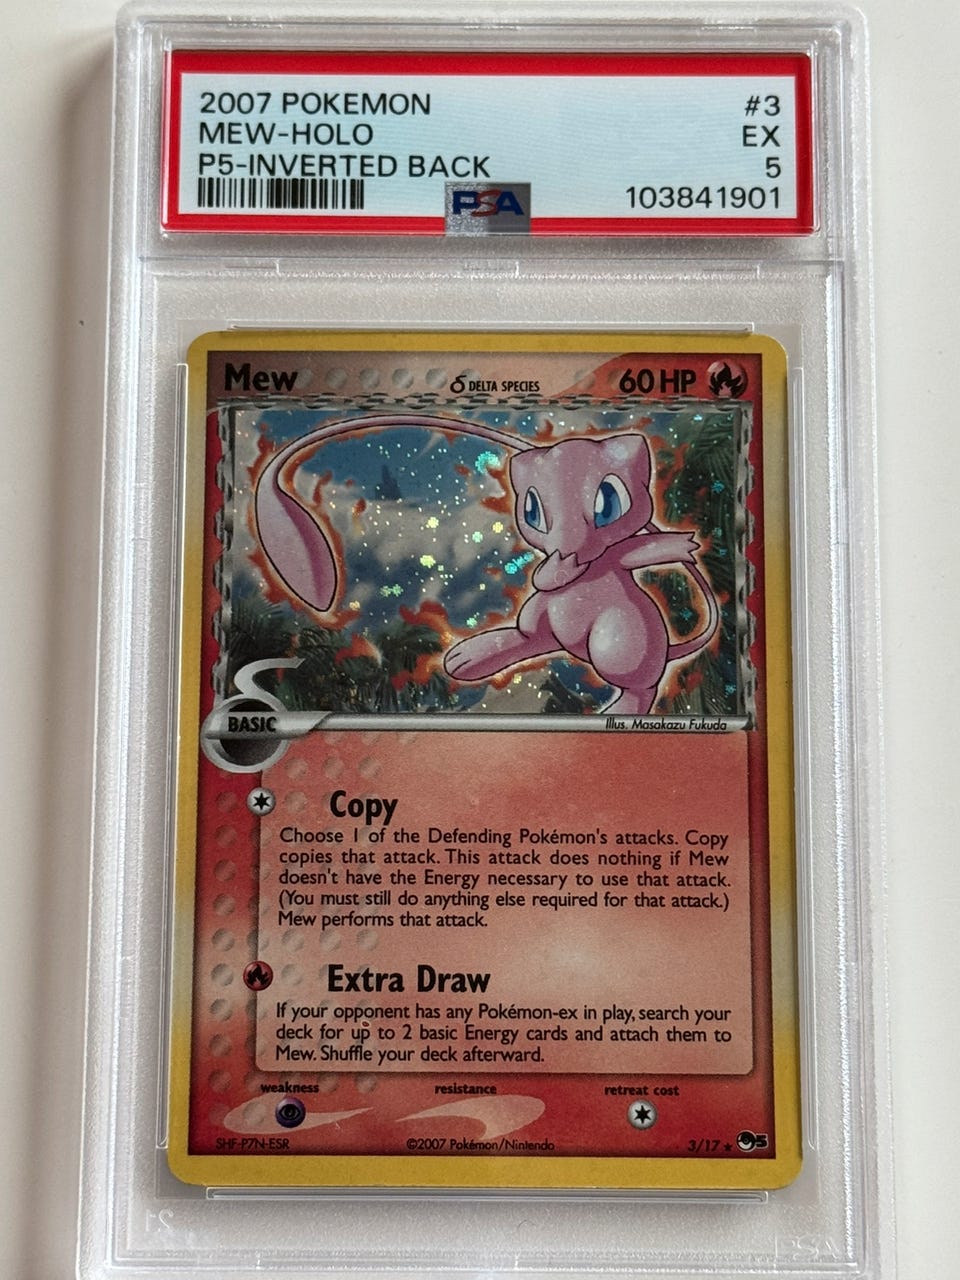 2007 POKEMON #3
MEW-HOLO EX
P5-INVERTED BACK 5
103841901
PSA
Mew δ DELTA SPECIES 60 HP
BASIC
Illus. Masakazu Fukuda
Copy
Choose 1 of the Defending Pokémon's attacks. Copy
copies that attack. This attack does nothing if Mew
doesn't have the Energy necessary to use that attack.
(You must still do anything else required for that attack.)
Mew performs that attack.
Extra Draw
If your opponent has any Pokémon-ex in play, search your
deck for up to 2 basic Energy cards and attach them to
Mew. Shuffle your deck afterward.
weakness resistance retreat cost
SHF-P7N-ESR ©2007 Pokémon/Nintendo 3/17 ★ 5
PSA